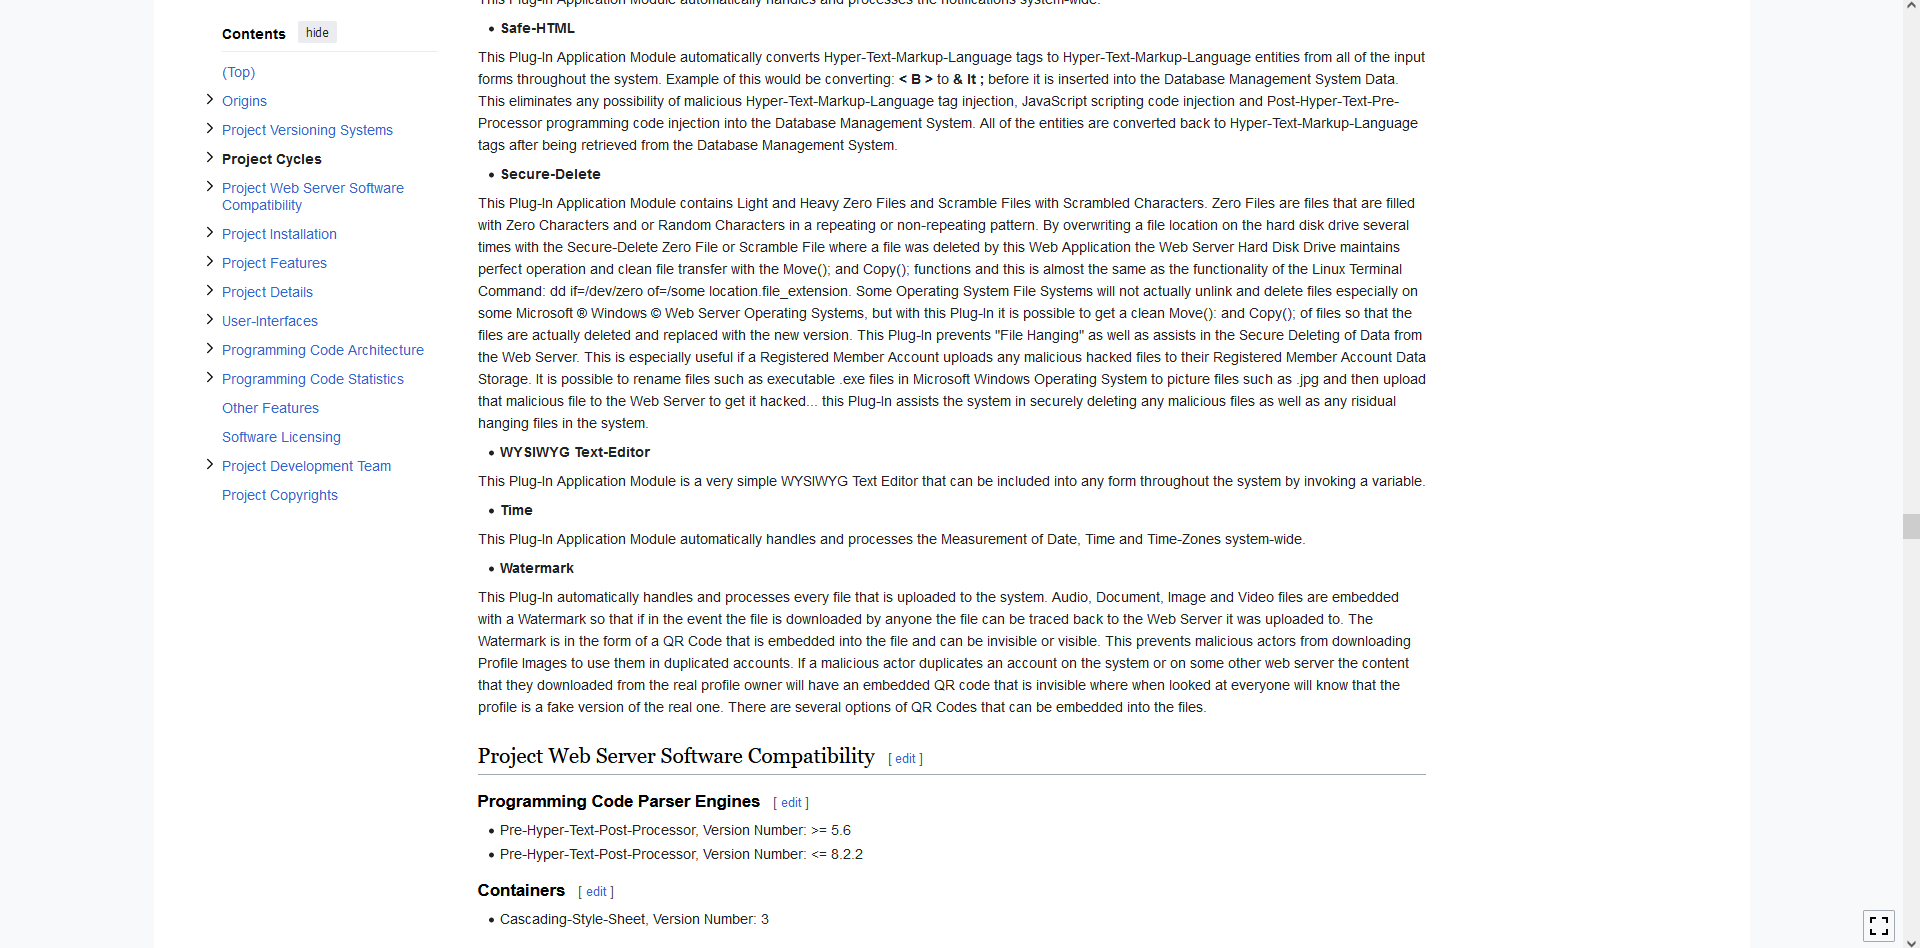 Contents hide
(Top)
Origins
Project Versioning Systems
Project Cycles
Project Web Server Software
Compatibility
Project Installation
Project Features
Project Details
User-Interfaces
Programming Code Architecture
Programming Code Statistics
Other Features
Software Licensing
Project Development Team
Project Copyrights
This Plug-In Application Module automatically handles and processes the notifications system-wide.
• Safe-HTML
This Plug-In Application Module automatically converts Hyper-Text-Markup-Language tags to Hyper-Text-Markup-Language entities from all of the input
forms throughout the system. Example of this would be converting: < B > to & lt ; before it is inserted into the Database Management System Data.
This eliminates any possibility of malicious Hyper-Text-Markup-Language tag injection, JavaScript scripting code injection and Post-Hyper-Text-Pre-
Processor programming code injection into the Database Management System. All of the entities are converted back to Hyper-Text-Markup-Language
tags after being retrieved from the Database Management System.
• Secure-Delete
This Plug-In Application Module contains Light and Heavy Zero Files and Scramble Files with Scrambled Characters. Zero Files are files that are filled
with Zero Characters and or Random Characters in a repeating or non-repeating pattern. By overwriting a file location on the hard disk drive several
times with the Secure-Delete Zero File or Scramble File where a file was deleted by this Web Application the Web Server Hard Disk Drive maintains
perfect operation and clean file transfer with the Move(); and Copy(); functions and this is almost the same as the functionality of the Linux Terminal
Command: dd if=/dev/zero of=/some location.file_extension. Some Operating System File Systems will not actually unlink and delete files especially on
some Microsoft ® Windows © Web Server Operating Systems, but with this Plug-In it is possible to get a clean Move(): and Copy(); of files so that the
files are actually deleted and replaced with the new version. This Plug-In prevents "File Hanging" as well as assists in the Secure Deleting of Data from
the Web Server. This is especially useful if a Registered Member Account uploads any malicious hacked files to their Registered Member Account Data
Storage. It is possible to rename files such as executable .exe files in Microsoft Windows Operating System to picture files such as .jpg and then upload
that malicious file to the Web Server to get it hacked... this Plug-In assists the system in securely deleting any malicious files as well as any risidual
hanging files in the system.
• WYSIWYG Text-Editor
This Plug-In Application Module is a very simple WYSIWYG Text Editor that can be included into any form throughout the system by invoking a variable.
• Time
This Plug-In Application Module automatically handles and processes the Measurement of Date, Time and Time-Zones system-wide.
• Watermark
This Plug-In automatically handles and processes every file that is uploaded to the system. Audio, Document, Image and Video files are embedded
with a Watermark so that if in the event the file is downloaded by anyone the file can be traced back to the Web Server it was uploaded to. The
Watermark is in the form of a QR Code that is embedded into the file and can be invisible or visible. This prevents malicious actors from downloading
Profile Images to use them in duplicated accounts. If a malicious actor duplicates an account on the system or on some other web server the content
that they downloaded from the real profile owner will have an embedded QR code that is invisible where when looked at everyone will know that the
profile is a fake version of the real one. There are several options of QR Codes that can be embedded into the files.
Project Web Server Software Compatibility [ edit ]
Programming Code Parser Engines [ edit ]
• Pre-Hyper-Text-Post-Processor, Version Number: >= 5.6
• Pre-Hyper-Text-Post-Processor, Version Number: <= 8.2.2
Containers [ edit ]
• Cascading-Style-Sheet, Version Number: 3